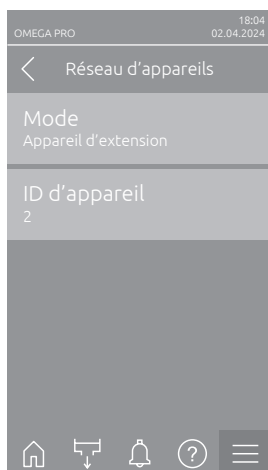 18:04
OMEGA PRO 02.04.2024
Réseau d'appareils
Mode
Appareil d'extension
ID d'appareil
2
?